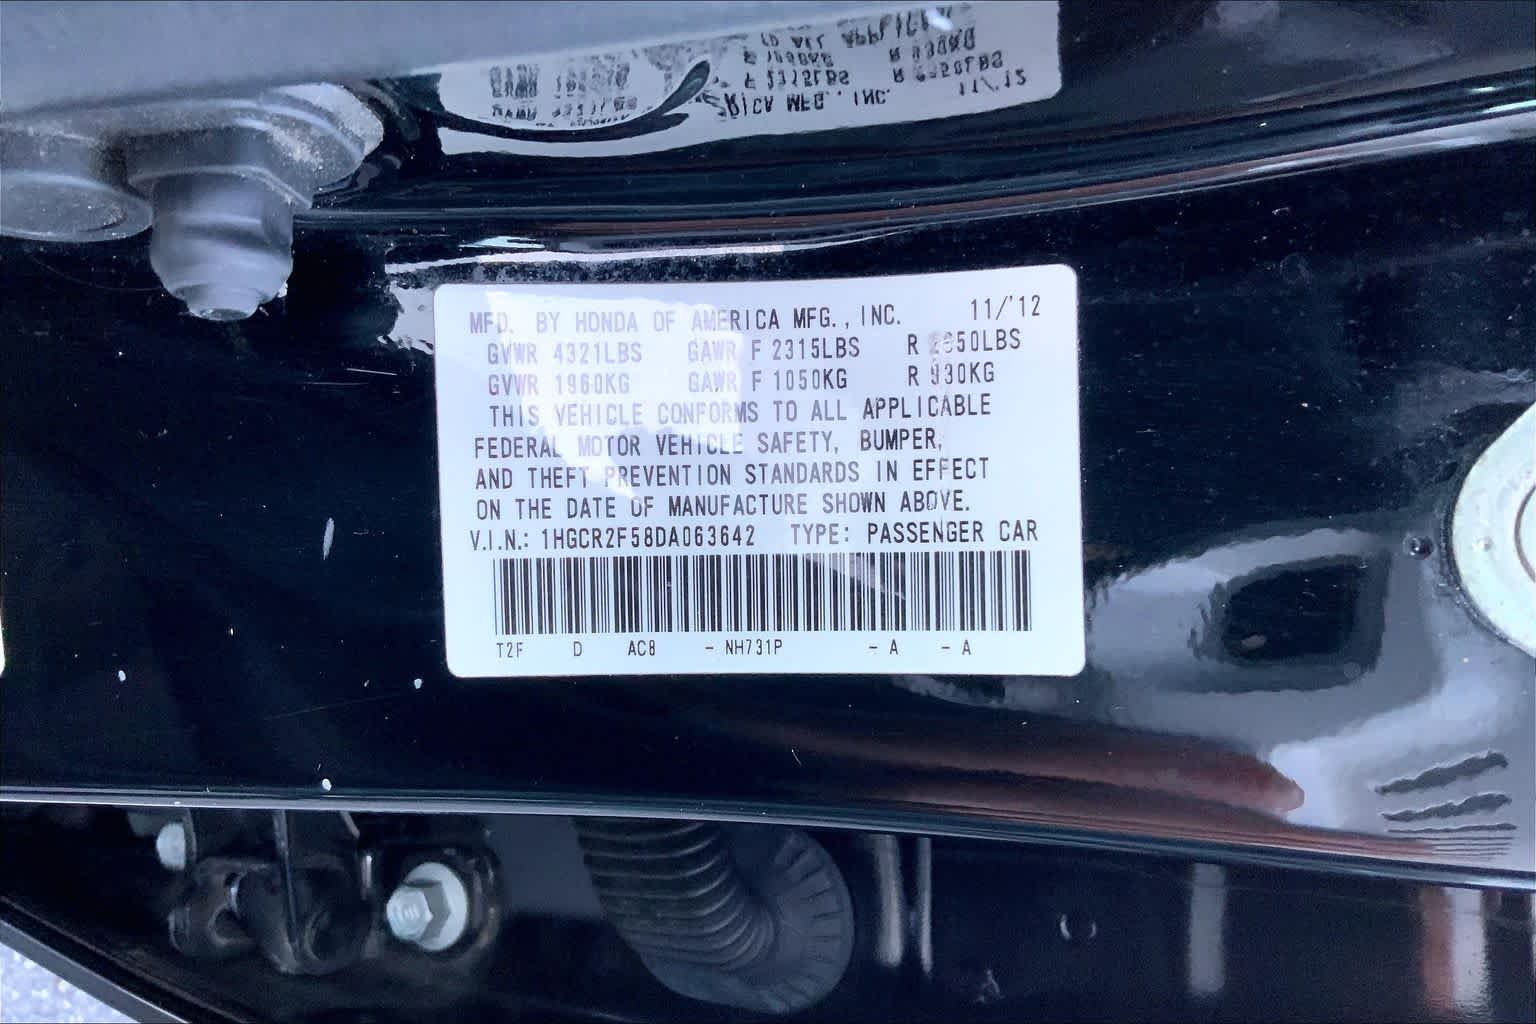 MFD. BY HONDA OF AMERICA MFG., INC. 11/'12
GVWR 4321LBS GAWR F 2315LBS R
GVWR 1960KG GAWR F 1050KG R 930KG
THIS VEHICLE CONFORMS TO ALL APPLICABLE
FEDERAL MOTOR VEHICLE SAFETY, BUMPER,
AND THEFT PREVENTION STANDARDS IN EFFECT
ON THE DATE OF MANUFACTURE SHOWN ABOVE.
V.I.N.: 1HGCR2F58DA063642 TYPE: PASSENGER CAR
T2F D AC8 - NH731P - A - A